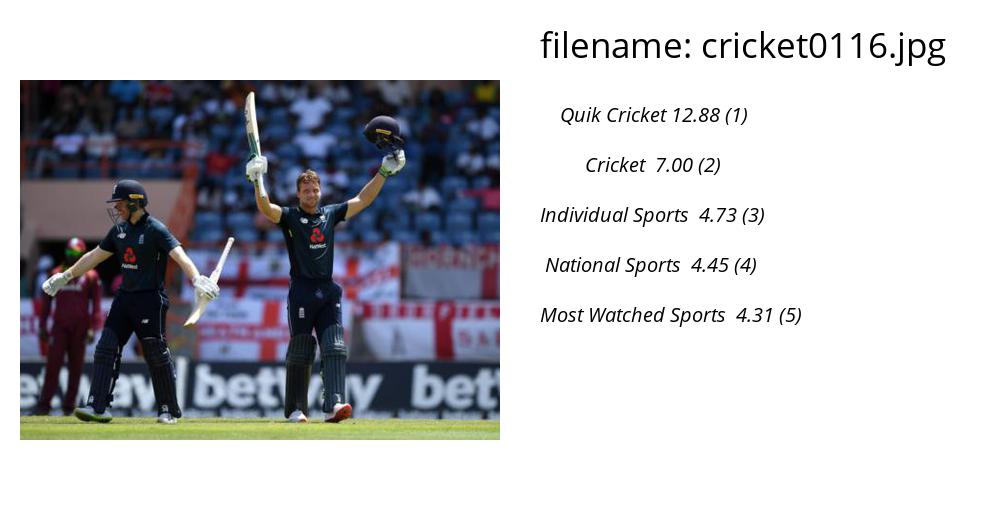 filename: cricket0116.jpg
Quik Cricket 12.88 (1)
Cricket 7.00 (2)
Individual Sports 4.73 (3)
National Sports 4.45 (4)
Most Watched Sports 4.31 (5)
NatWest
NatWest
betway betway bet